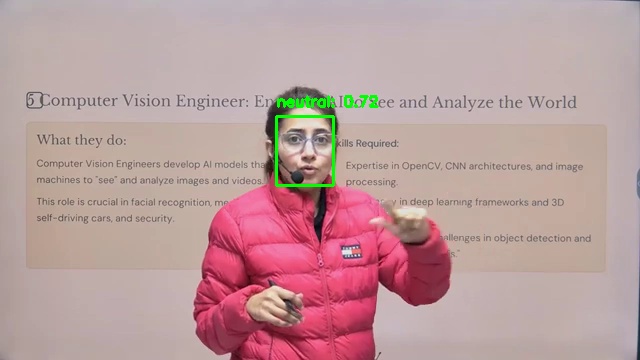 neutral: 0.72
5 Computer Vision Engineer: En AI to See and Analyze the World
What they do:
Computer Vision Engineers develop AI models tha
machines to "see" and analyze images and videos.
This role is crucial in facial recognition, me
self-driving cars, and security.
kills Required:
Expertise in OpenCV, CNN architectures, and image
processing.
in deep learning frameworks and 3D
allenges in object detection and
TOMMY